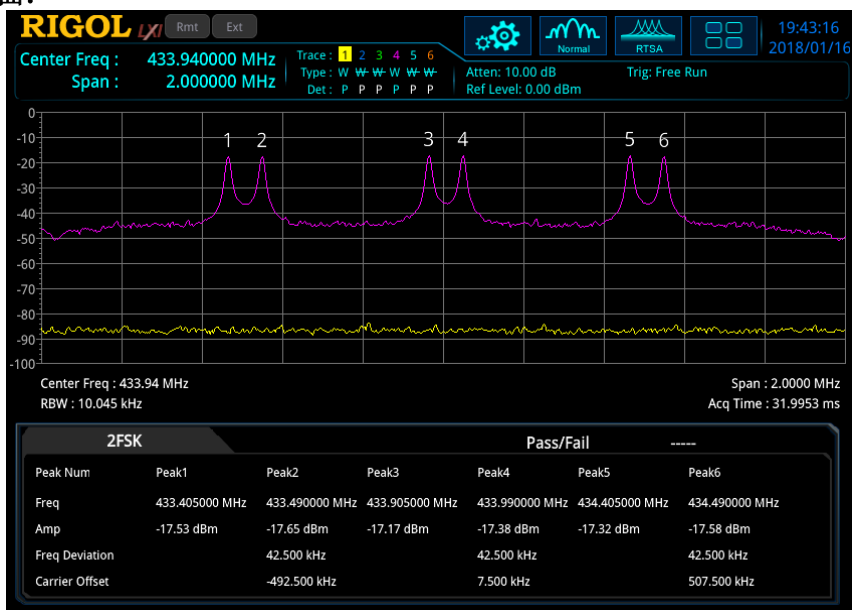 RIGOL LXI Rmt Ext
Normal
RTSA
19:43:16
2018/01/16
Center Freq : 433.940000 MHz
Span : 2.000000 MHz
Trace : 1 2 3 4 5 6
Type : W W W W W W
Det : P P P P P P
Atten: 10.00 dB
Trig: Free Run
Ref Level: 0.00 dBm
0
-10
-20
-30
-40
-50
-60
-70
-80
-90
-100
1 2 3 4 5 6
Center Freq : 433.94 MHz
Span : 2.0000 MHz
RBW : 10.045 kHz
Acq Time : 31.9953 ms
2FSK
Pass/Fail -----
Peak Num Peak1 Peak2 Peak3 Peak4 Peak5 Peak6
Freq 433.405000 MHz 433.490000 MHz 433.905000 MHz 433.990000 MHz 434.405000 MHz 434.490000 MHz
Amp -17.53 dBm -17.65 dBm -17.17 dBm -17.38 dBm -17.32 dBm -17.58 dBm
Freq Deviation 42.500 kHz 42.500 kHz 42.500 kHz
Carrier Offset -492.500 kHz 7.500 kHz 507.500 kHz